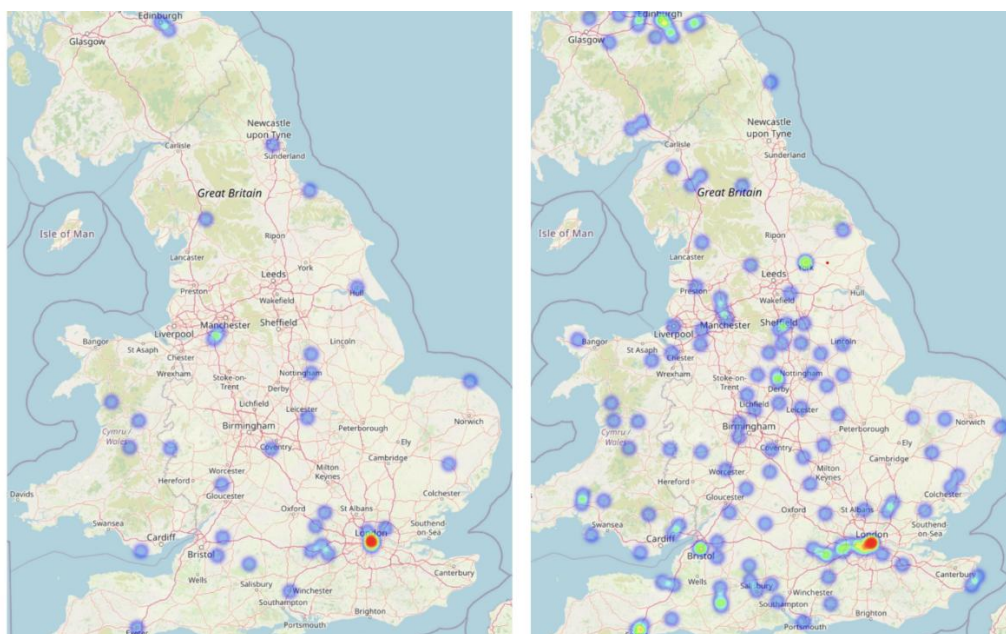 Edinburgh
Glasgow
Newcastle
upon Tyne
Carlisle
Sunderland
Great Britain
Isle of Man
Ripon
Lancaster
York
Leeds
Preston
Hull
Wakefield
Manchester
Liverpool
Sheffield
Bangor
St Asaph
Chester
Lincoln
Wrexham
Stoke-on-
Trent
Nottingham
Derby
Lichfield
Leicester
Norwich
Birmingham
Peterborough
Cymru /
Wales
Ely
Coventry
Cambridge
Worcester
Milton
Keynes
Hereford
Davids
Gloucester
Colchester
Oxford
St Albans
Swansea
Southend
-on-Sea
London
Cardiff
Bristol
Wells
Canterbury
Salisbury
Winchester
Southampton
Brighton
Portsmouth
Exeter
Edinburgh
Glasgow
Newcastle
upon Tyne
Carlisle
Sunderland
Great Britain
Isle of Man
Ripon
Lancaster
York
Leeds
Preston
Hull
Wakefield
Manchester
Liverpool
Sheffield
Bangor
St Asaph
Chester
Lincoln
Wrexham
Stoke-on-
Trent
Nottingham
Derby
Lichfield
Leicester
Norwich
Birmingham
Peterborough
Cymru /
Wales
Ely
Coventry
Cambridge
Worcester
Milton
Keynes
Hereford
Davids
Gloucester
Colchester
Oxford
St Albans
Swansea
Southend
-on-Sea
London
Cardiff
Bristol
Wells
Canterbury
Salisbury
Winchester
Southampton
Brighton
Portsmouth